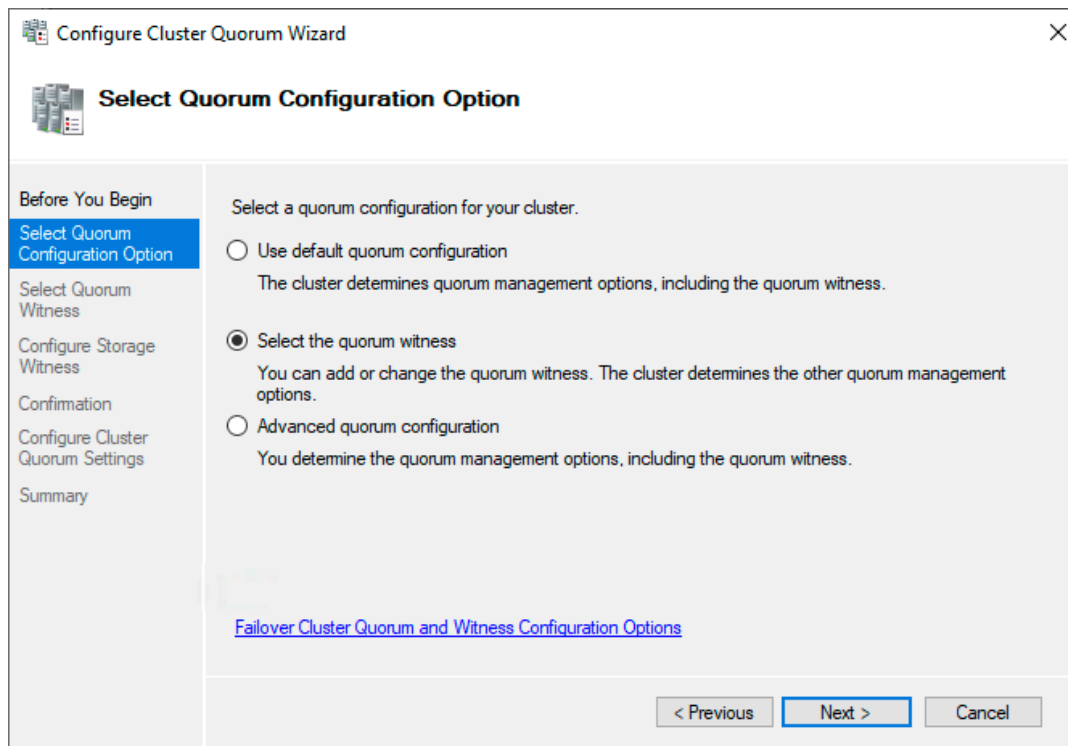 Configure Cluster Quorum Wizard
Select Quorum Configuration Option
Before You Begin
Select Quorum
Configuration Option
Select Quorum
Witness
Configure Storage
Witness
Confirmation
Configure Cluster
Quorum Settings
Summary
Select a quorum configuration for your cluster.
Use default quorum configuration
The cluster determines quorum management options, including the quorum witness.
Select the quorum witness
You can add or change the quorum witness. The cluster determines the other quorum management
options.
Advanced quorum configuration
You determine the quorum management options, including the quorum witness.
Failover Cluster Quorum and Witness Configuration Options
< Previous
Next >
Cancel